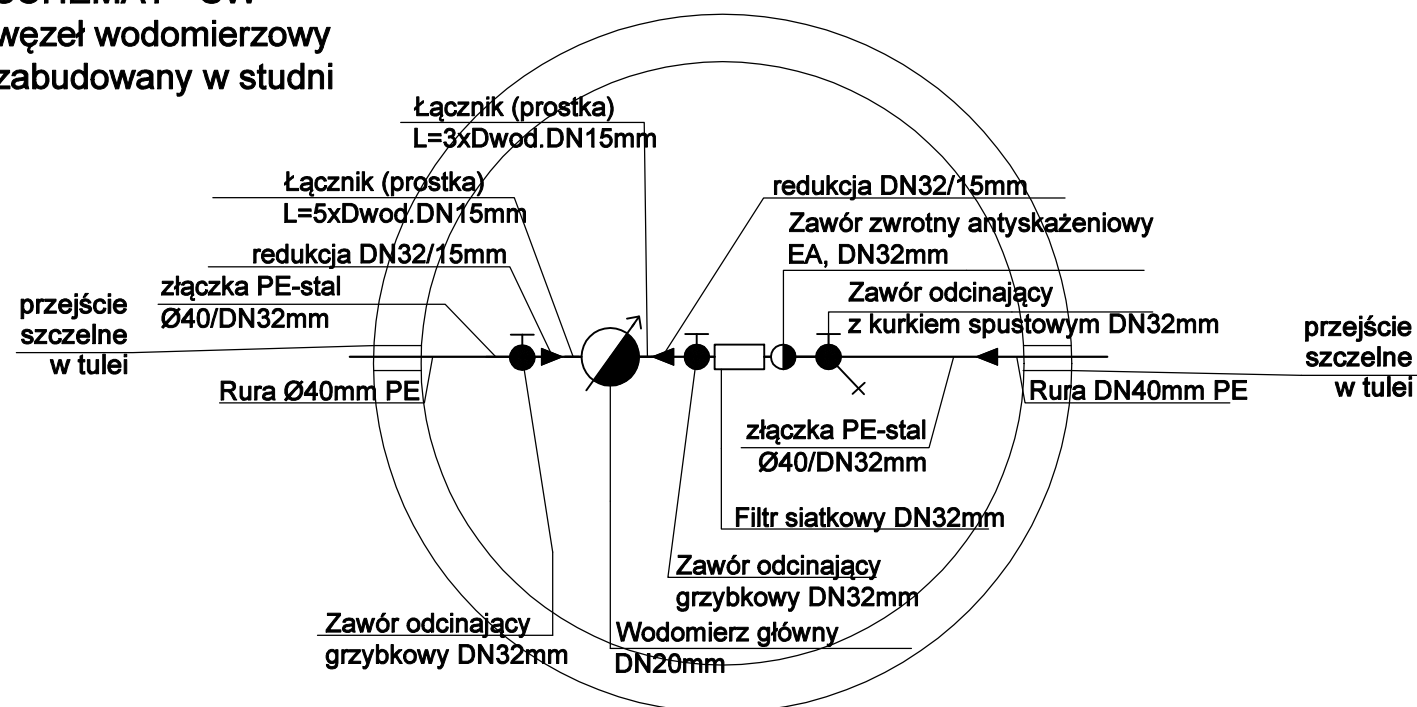 SCHEMAT - SW
węzeł wodomierzowy
zabudowany w studni
Łącznik (prostka)
L=3xDwod.DN15mm
Łącznik (prostka)
L=5xDwod.DN15mm
redukcja DN32/15mm
złączka PE-stal
Ø40/DN32mm
przejście
szczelne
w tulei
Rura Ø40mm PE
redukcja DN32/15mm
Zawór zwrotny antyskażeniowy
EA, DN32mm
Zawór odcinający
z kurkiem spustowym DN32mm
przejście
szczelne
w tulei
Rura DN40mm PE
złączka PE-stal
Ø40/DN32mm
Filtr siatkowy DN32mm
Zawór odcinający
grzybkowy DN32mm
Zawór odcinający
grzybkowy DN32mm
Wodomierz główny
DN20mm